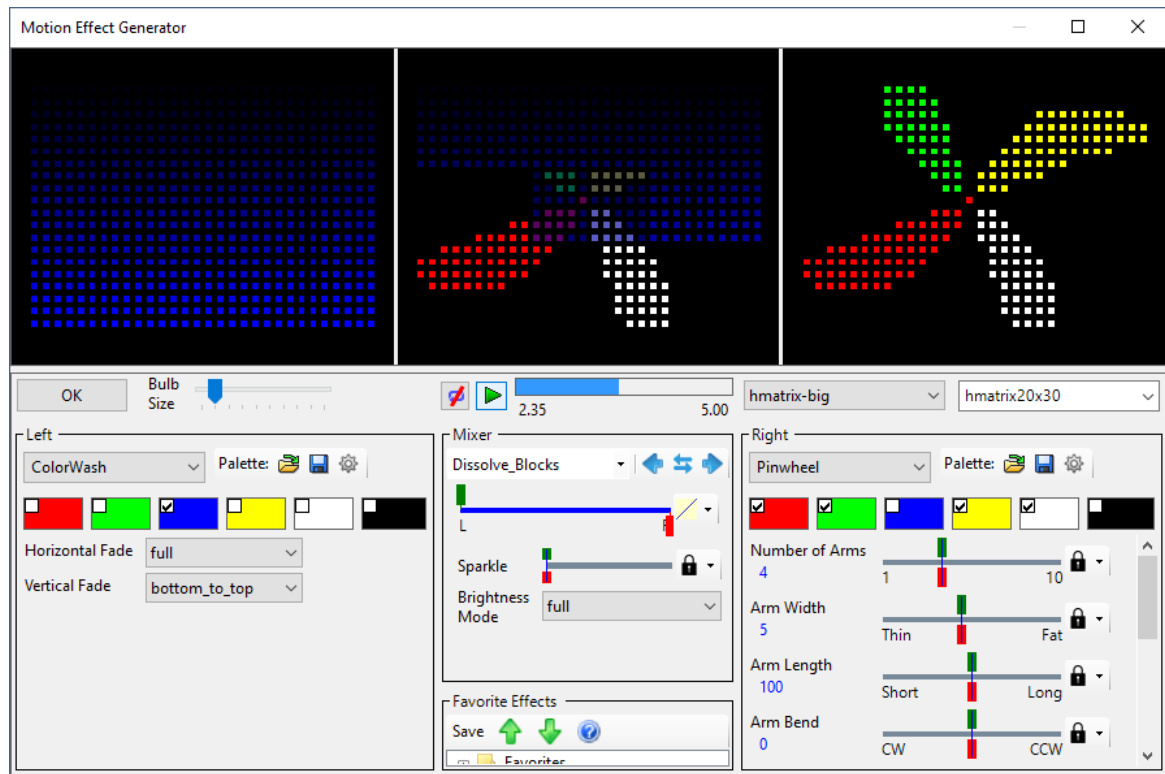 Motion Effect Generator
OK
Bulb
Size
2.35
5.00
hmatrix-big
hmatrix20x30
Left
ColorWash
Palette:
Horizontal Fade
full
Vertical Fade
bottom_to_top
Mixer
Dissolve_Blocks
L
Sparkle
Brightness
Mode
full
Favorite Effects
Save
Favorites
Right
Pinwheel
Palette:
Number of Arms
4
1
10
Arm Width
5
Thin
Fat
Arm Length
100
Short
Long
Arm Bend
0
CW
CCW